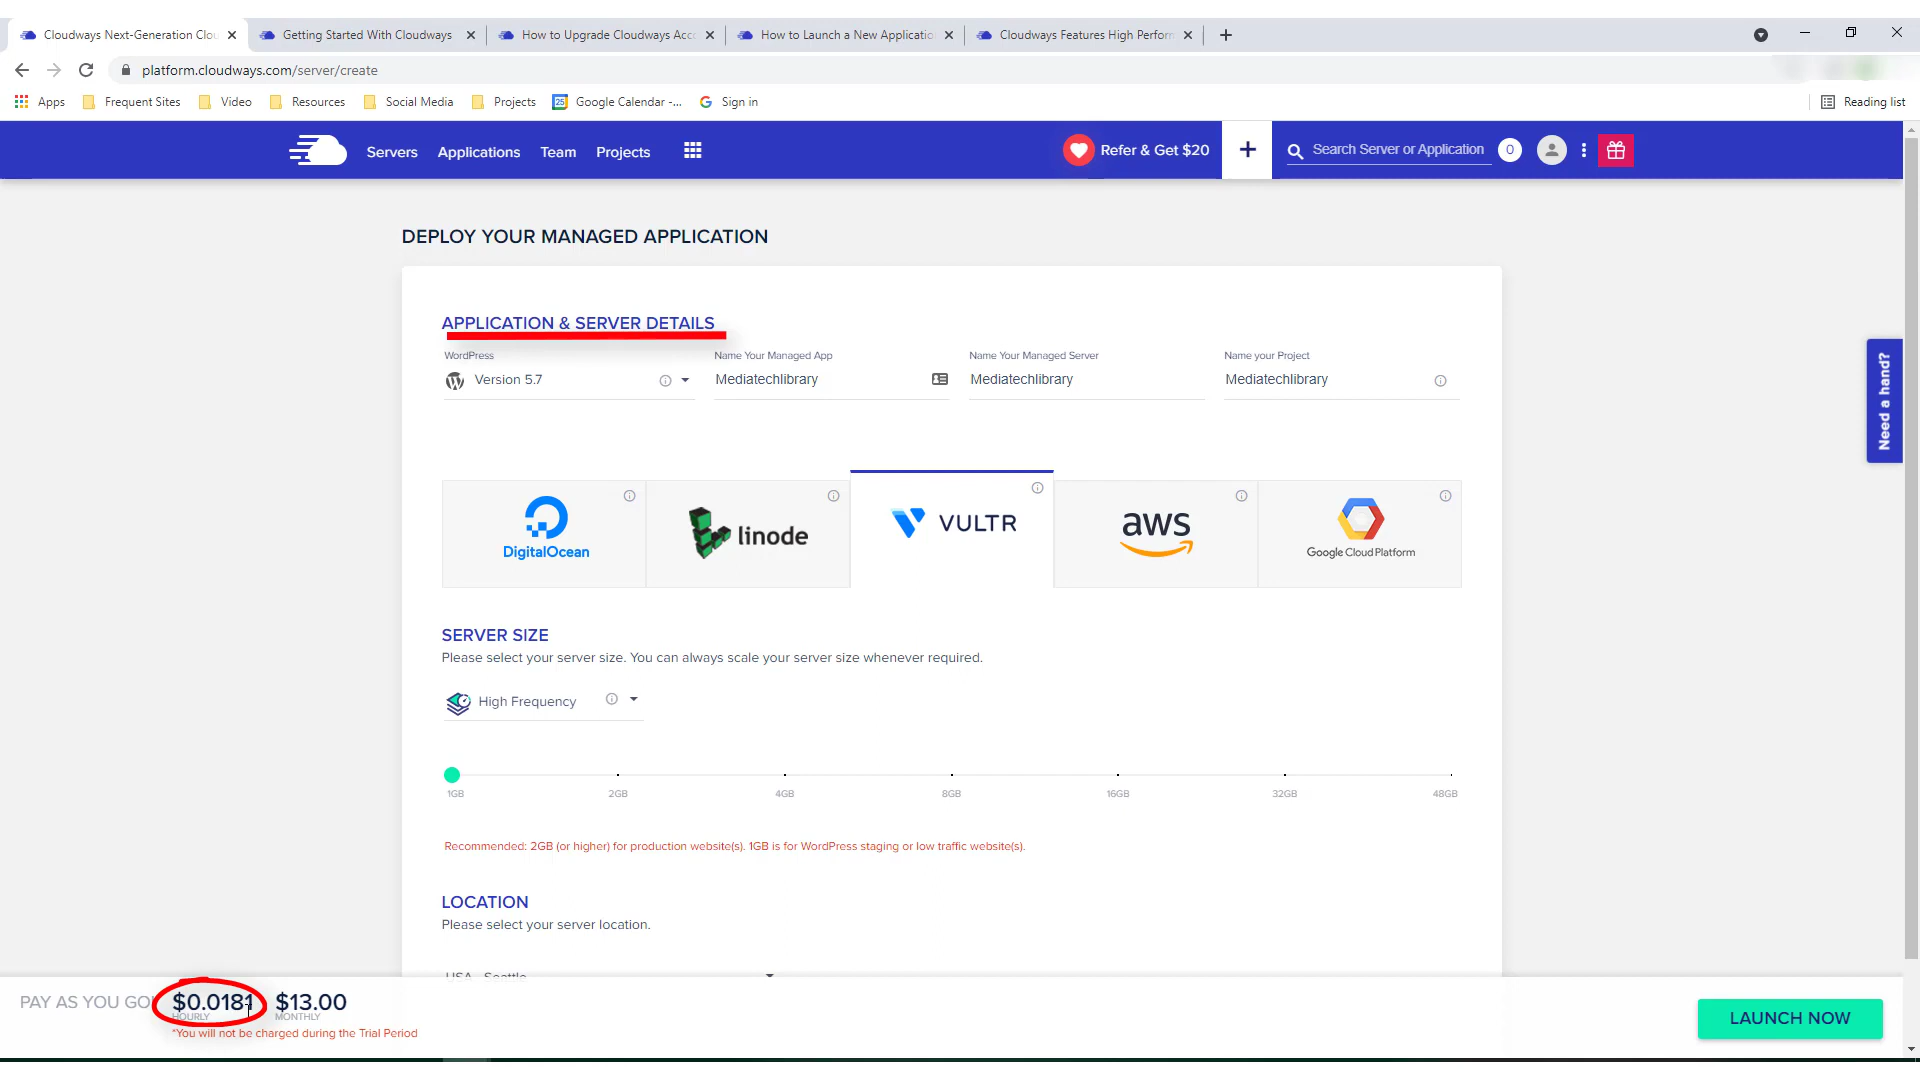 Cloudways Next-Generation Clou
Getting Started With Cloudways
How to Upgrade Cloudways Acc
How to Launch a New Applicatio
Cloudways Features High Perfor
platform.cloudways.com/server/create
Apps
Frequent Sites
Video
Resources
Social Media
Projects
Google Calendar -...
Sign in
Reading list
Servers
Applications
Team
Projects
Refer & Get $20
Search Server or Application
0
DEPLOY YOUR MANAGED APPLICATION
APPLICATION & SERVER DETAILS
WordPress
Name Your Managed App
Name Your Managed Server
Name your Project
Version 5.7
Mediatechlibrary
Mediatechlibrary
Mediatechlibrary
Need a hand?
DigitalOcean
linode
VULTR
aws
Google Cloud Platform
SERVER SIZE
Please select your server size. You can always scale your server size whenever required.
High Frequency
1GB
2GB
4GB
8GB
16GB
32GB
48GB
Recommended: 2GB (or higher) for production website(s). 1GB is for WordPress staging or low traffic website(s).
LOCATION
Please select your server location.
USA - Seattle
PAY AS YOU GO
$0.0181
$13.00
HOURLY
MONTHLY
*You will not be charged during the Trial Period
LAUNCH NOW